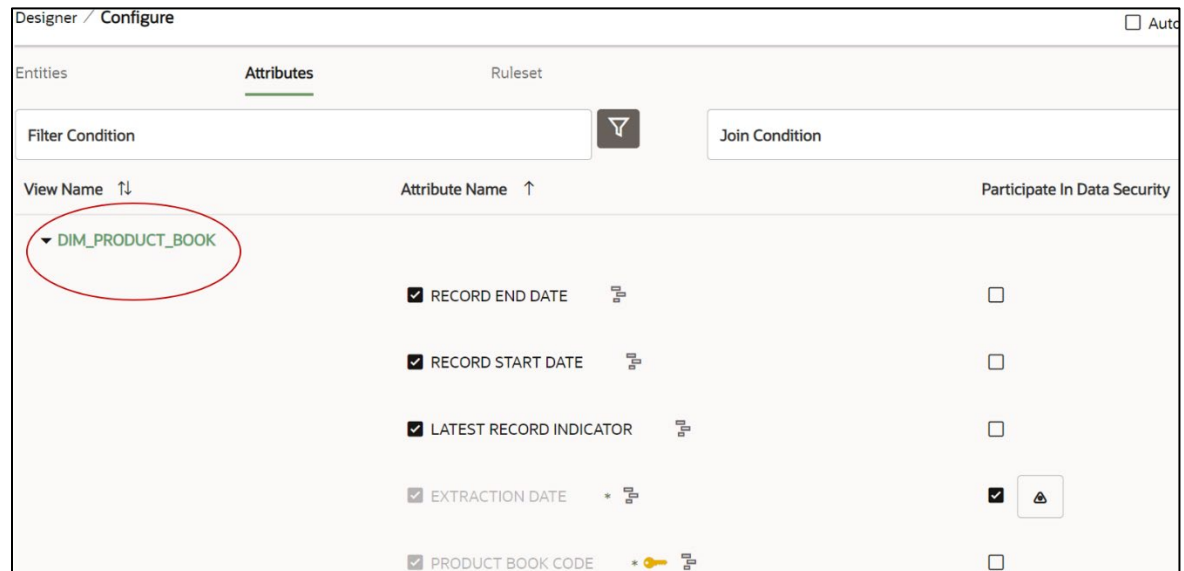 Designer / Configure
Auto
Entities Attributes Ruleset
Filter Condition Join Condition
View Name Attribute Name Participate In Data Security
DIM_PRODUCT_BOOK
RECORD END DATE
RECORD START DATE
LATEST RECORD INDICATOR
EXTRACTION DATE *
PRODUCT BOOK CODE *